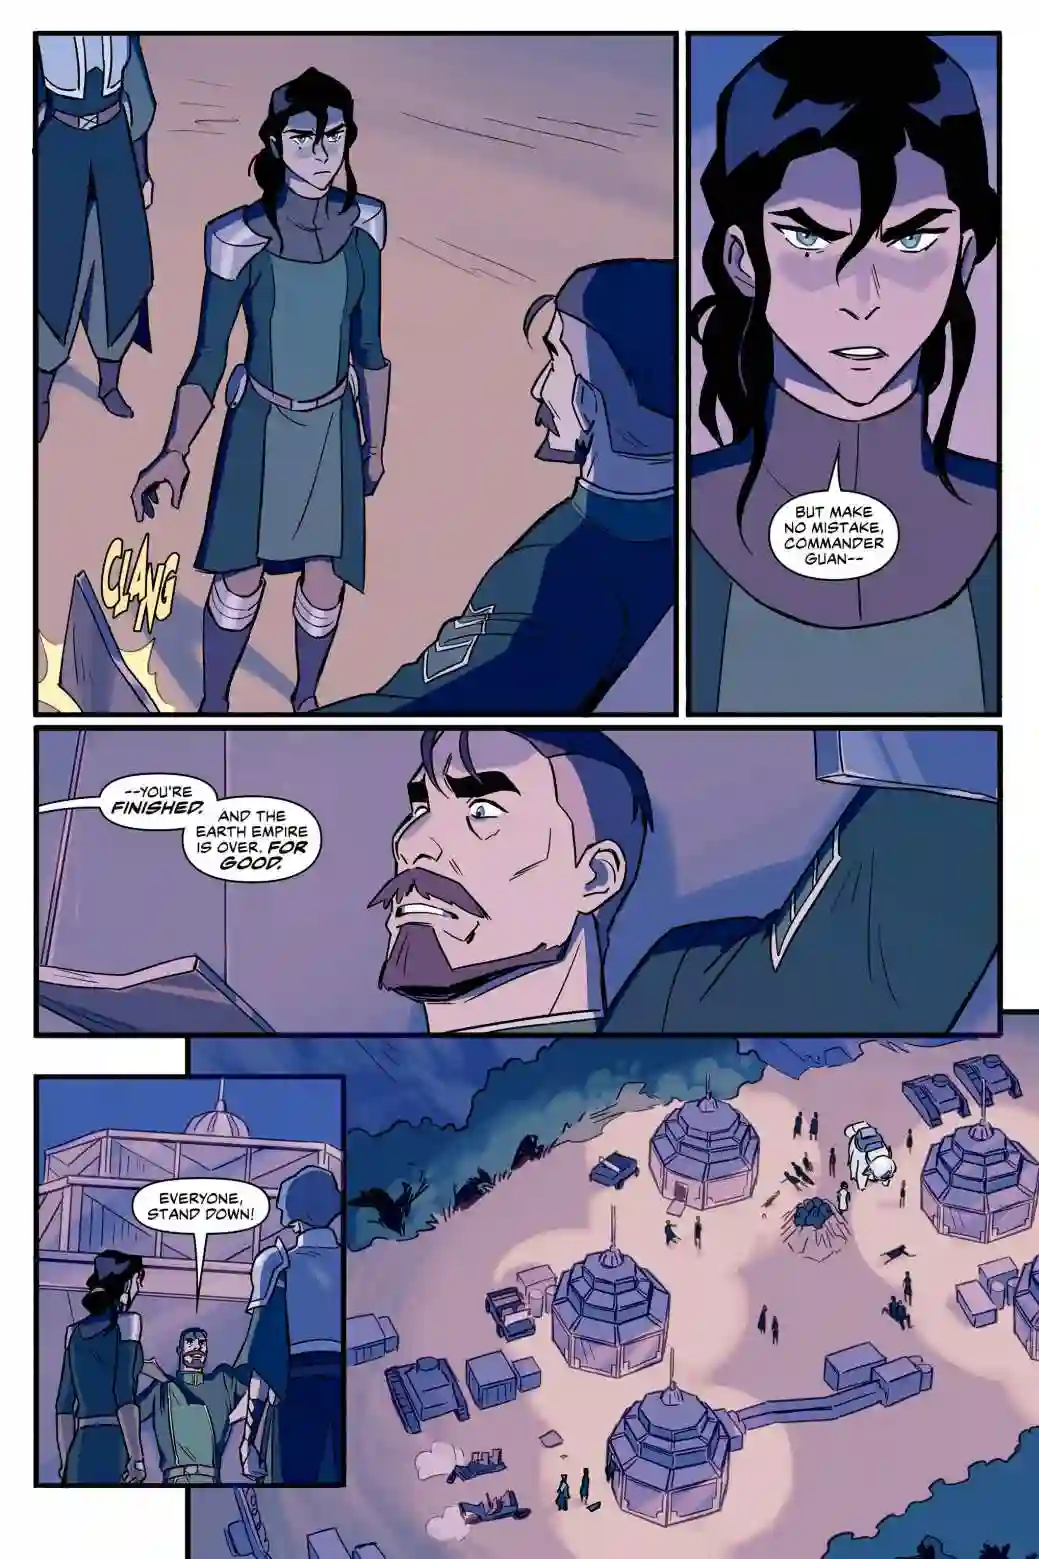 CLANG
BUT MAKE
NO MISTAKE,
COMMANDER
GUAN--
--YOU'RE
FINISHED.
AND THE
EARTH EMPIRE
IS OVER. FOR
GOOD.
EVERYONE,
STAND DOWN!